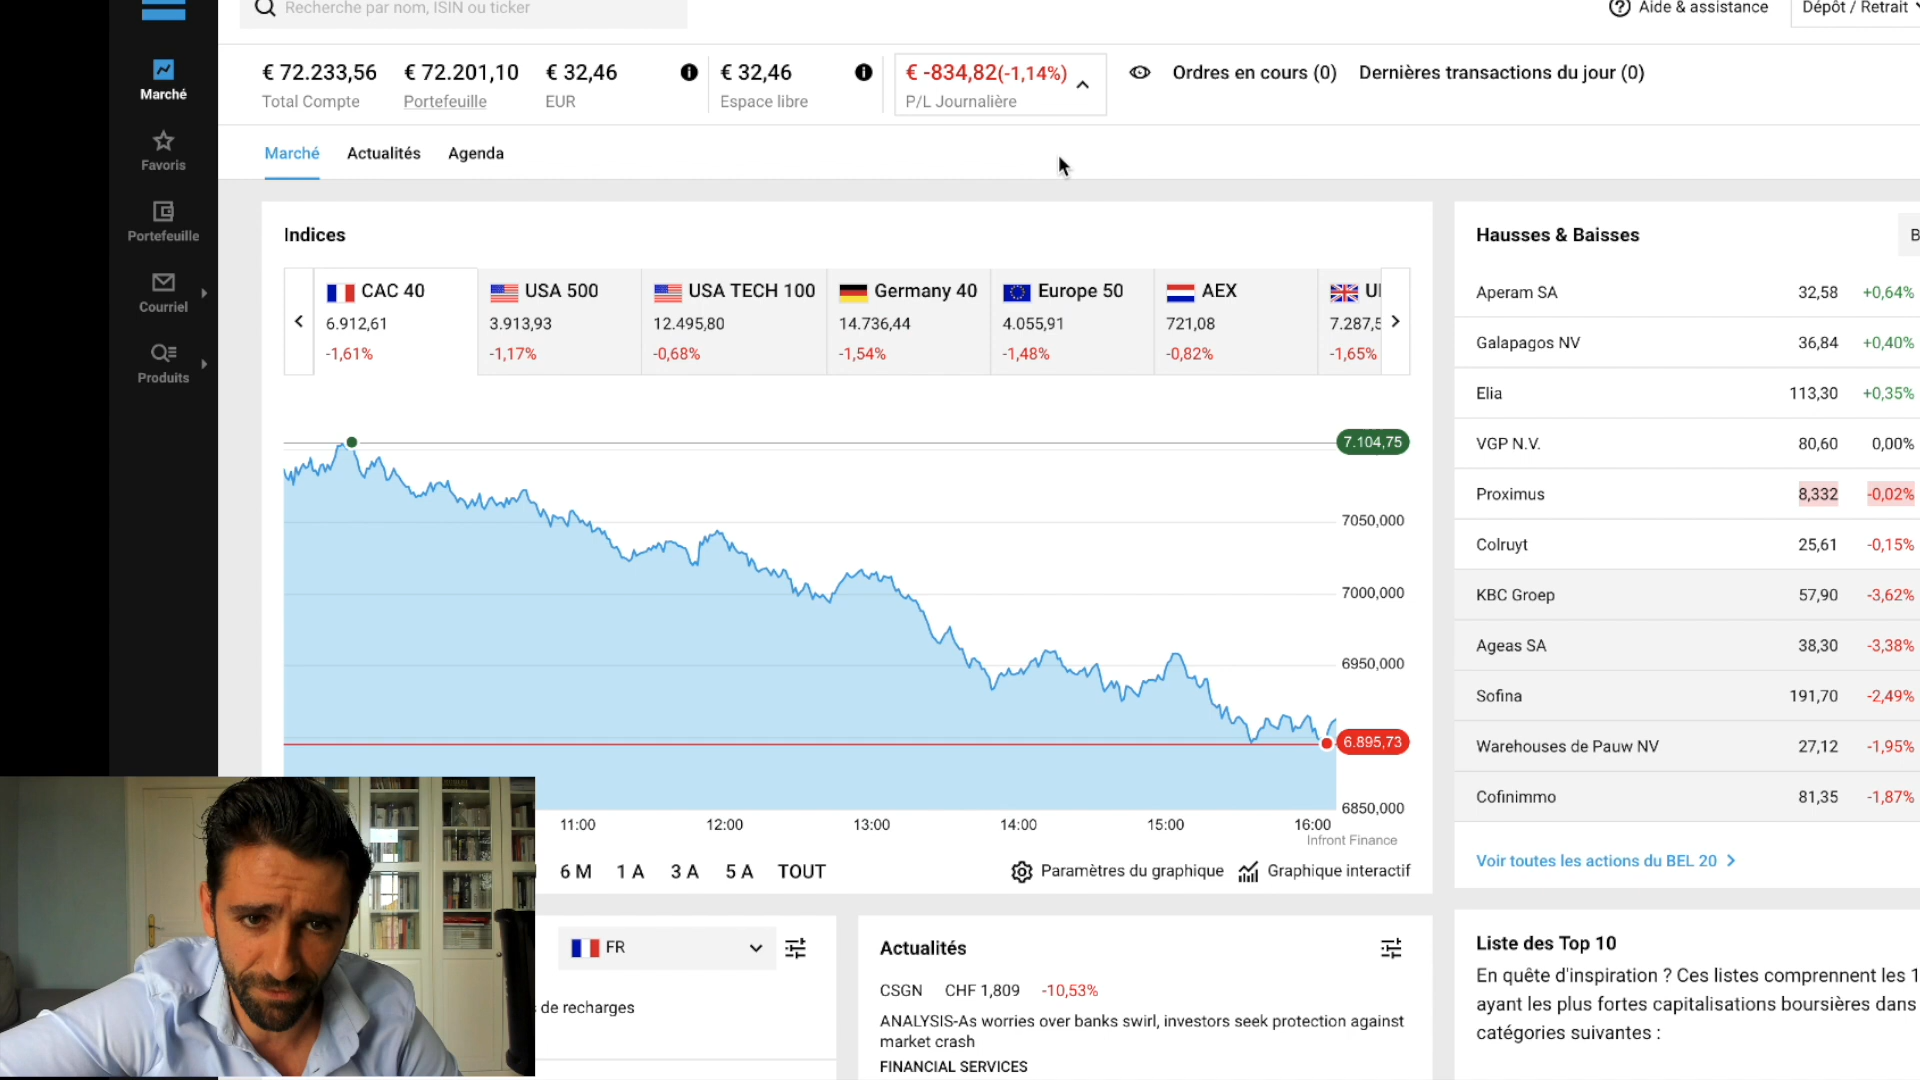 Recherche par nom, ISIN ou ticker
Aide & assistance
Dépôt / Retrait
€ 72.233,56
Total Compte
€ 72.201,10
Portefeuille
€ 32,46
EUR
€ 32,46
Espace libre
€ -834,82(-1,14%)
P/L Journalière
Ordres en cours (0)
Dernières transactions du jour (0)
Marché
Favoris
Portefeuille
Courriel
Produits
Marché
Actualités
Agenda
Indices
CAC 40
6.912,61
-1,61%
USA 500
3.913,93
-1,17%
USA TECH 100
12.495,80
-0,68%
Germany 40
14.736,44
-1,54%
Europe 50
4.055,91
-1,48%
AEX
721,08
-0,82%
U
7.287,5
-1,65%
7.104,75
7050,000
7000,000
6950,000
6.895,73
6850,000
11:00 12:00 13:00 14:00 15:00 16:00
Infront Finance
6 M 1 A 3 A 5 A TOUT
Paramètres du graphique
Graphique interactif
Hausses & Baisses
B
Aperam SA 32,58 +0,64%
Galapagos NV 36,84 +0,40%
Elia 113,30 +0,35%
VGP N.V. 80,60 0,00%
Proximus 8,332 -0,02%
Colruyt 25,61 -0,15%
KBC Groep 57,90 -3,62%
Ageas SA 38,30 -3,38%
Sofina 191,70 -2,49%
Warehouses de Pauw NV 27,12 -1,95%
Cofinimmo 81,35 -1,87%
Voir toutes les actions du BEL 20
FR
de recharges
Actualités
CSGN CHF 1,809 -10,53%
ANALYSIS-As worries over banks swirl, investors seek protection against
market crash
FINANCIAL SERVICES
Liste des Top 10
En quête d'inspiration ? Ces listes comprennent les 1
ayant les plus fortes capitalisations boursières dans
catégories suivantes :